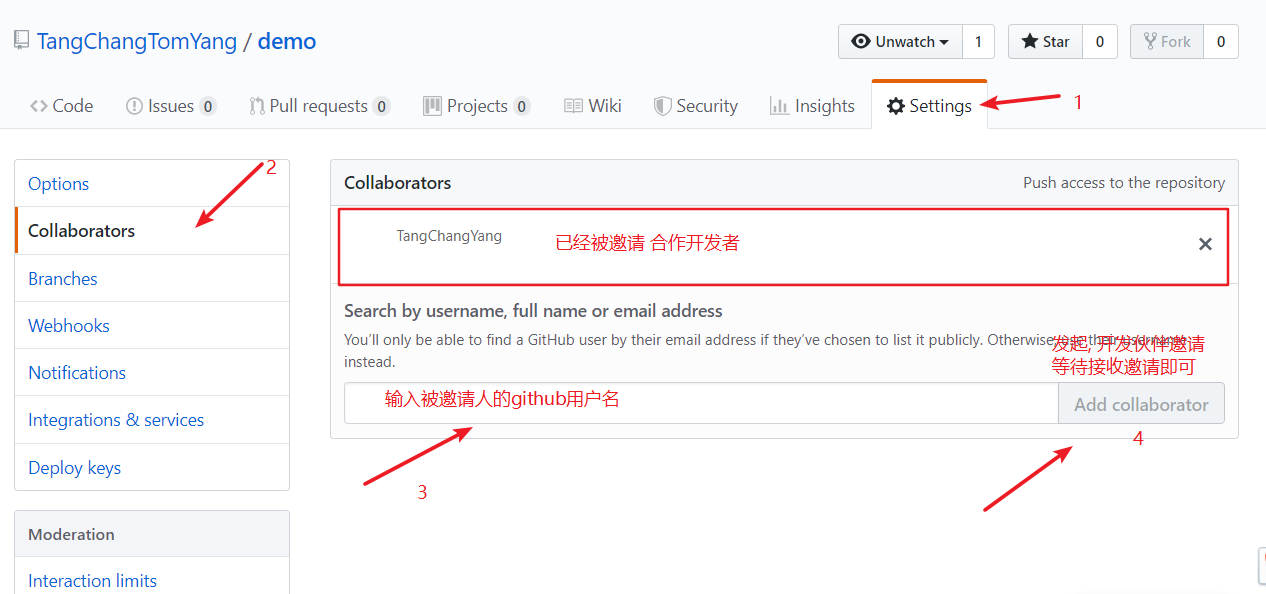 TangChangTomYang / demo
Unwatch 1 Star 0 Fork 0
Code Issues 0 Pull requests 0 Projects 0 Wiki Security Insights Settings
1
2
Options
Collaborators
Branches
Webhooks
Notifications
Integrations & services
Deploy keys
Moderation
Interaction limits
Collaborators Push access to the repository
TangChangYang 已经被邀请 合作开发者
Search by username, full name or email address
You’ll only be able to find a GitHub user by their email address if they’ve chosen to list it publicly. Otherwise, use their username
instead.
发起, 开发伙伴邀请
等待接收邀请即可
输入被邀请人的github用户名
Add collaborator
3
4